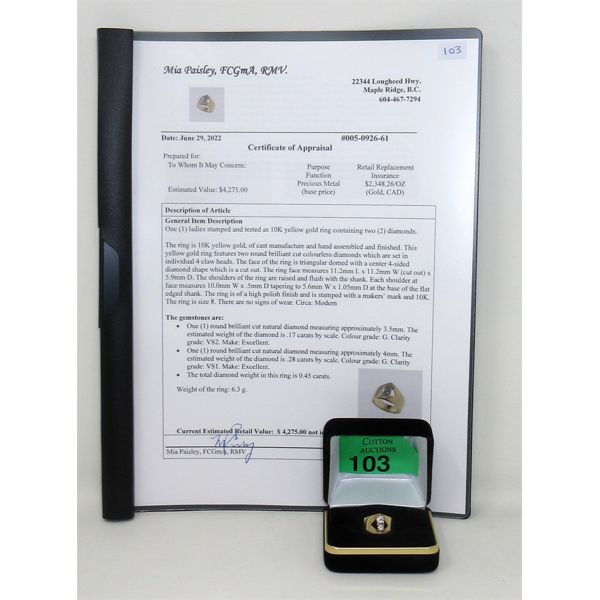 103
Mia Paisley, FCGmA, RMV.
22344 Lougheed Hwy.
Maple Ridge, B.C.
604-467-7294
Date: June 29, 2022 #005-0926-61
Certificate of Appraisal
Prepared for:
To Whom It May Concern: Purpose Retail Replacement
Function Insurance
Precious Metal $2,348.26/OZ
Estimated Value: $4,275.00 (base price) (Gold, CAD)
Description of Article
General Item Description
One (1) ladies stamped and tested as 10K yellow gold ring containing two (2) diamonds.
The ring is 10K yellow gold, of cast manufacture and hand assembled and finished. This
yellow gold ring features two round brilliant cut colourless diamonds which are set in
individual 4 claw heads. The face of the ring is triangular domed with a center 4-sided
diamond shape which is a cut out. The ring face measures 11.2mm L x 11.2mm W (cut out) x
5.9mm D. The shoulders of the ring are raised and flush with the shank. Each shoulder at
face measures 10.0mm W x .5mm D tapering to 5.6mm W x 1.05mm D at the base of the flat
edged shank. The ring is of a high polish finish and is stamped with a makers' mark and 10K.
The ring is size 8. There are no signs of wear. Circa: Modern
The gemstones are:
• One (1) round brilliant cut natural diamond measuring approximately 3.5mm. The
estimated weight of the diamond is .17 carats by scale. Colour grade: G. Clarity
grade: VS2. Make: Excellent.
• One (1) round brilliant cut natural diamond measuring approximately 4mm. The
estimated weight of the diamond is .28 carats by scale. Colour grade: G. Clarity
grade: VS1. Make: Excellent.
• The total diamond weight in this ring is 0.45 carats.
Weight of the ring: 6.3 g.
Current Estimated Retail Value: $ 4,275.00 not
Mia Paisley, FCGmA, RMV
COTTON
AUCTIONS
103